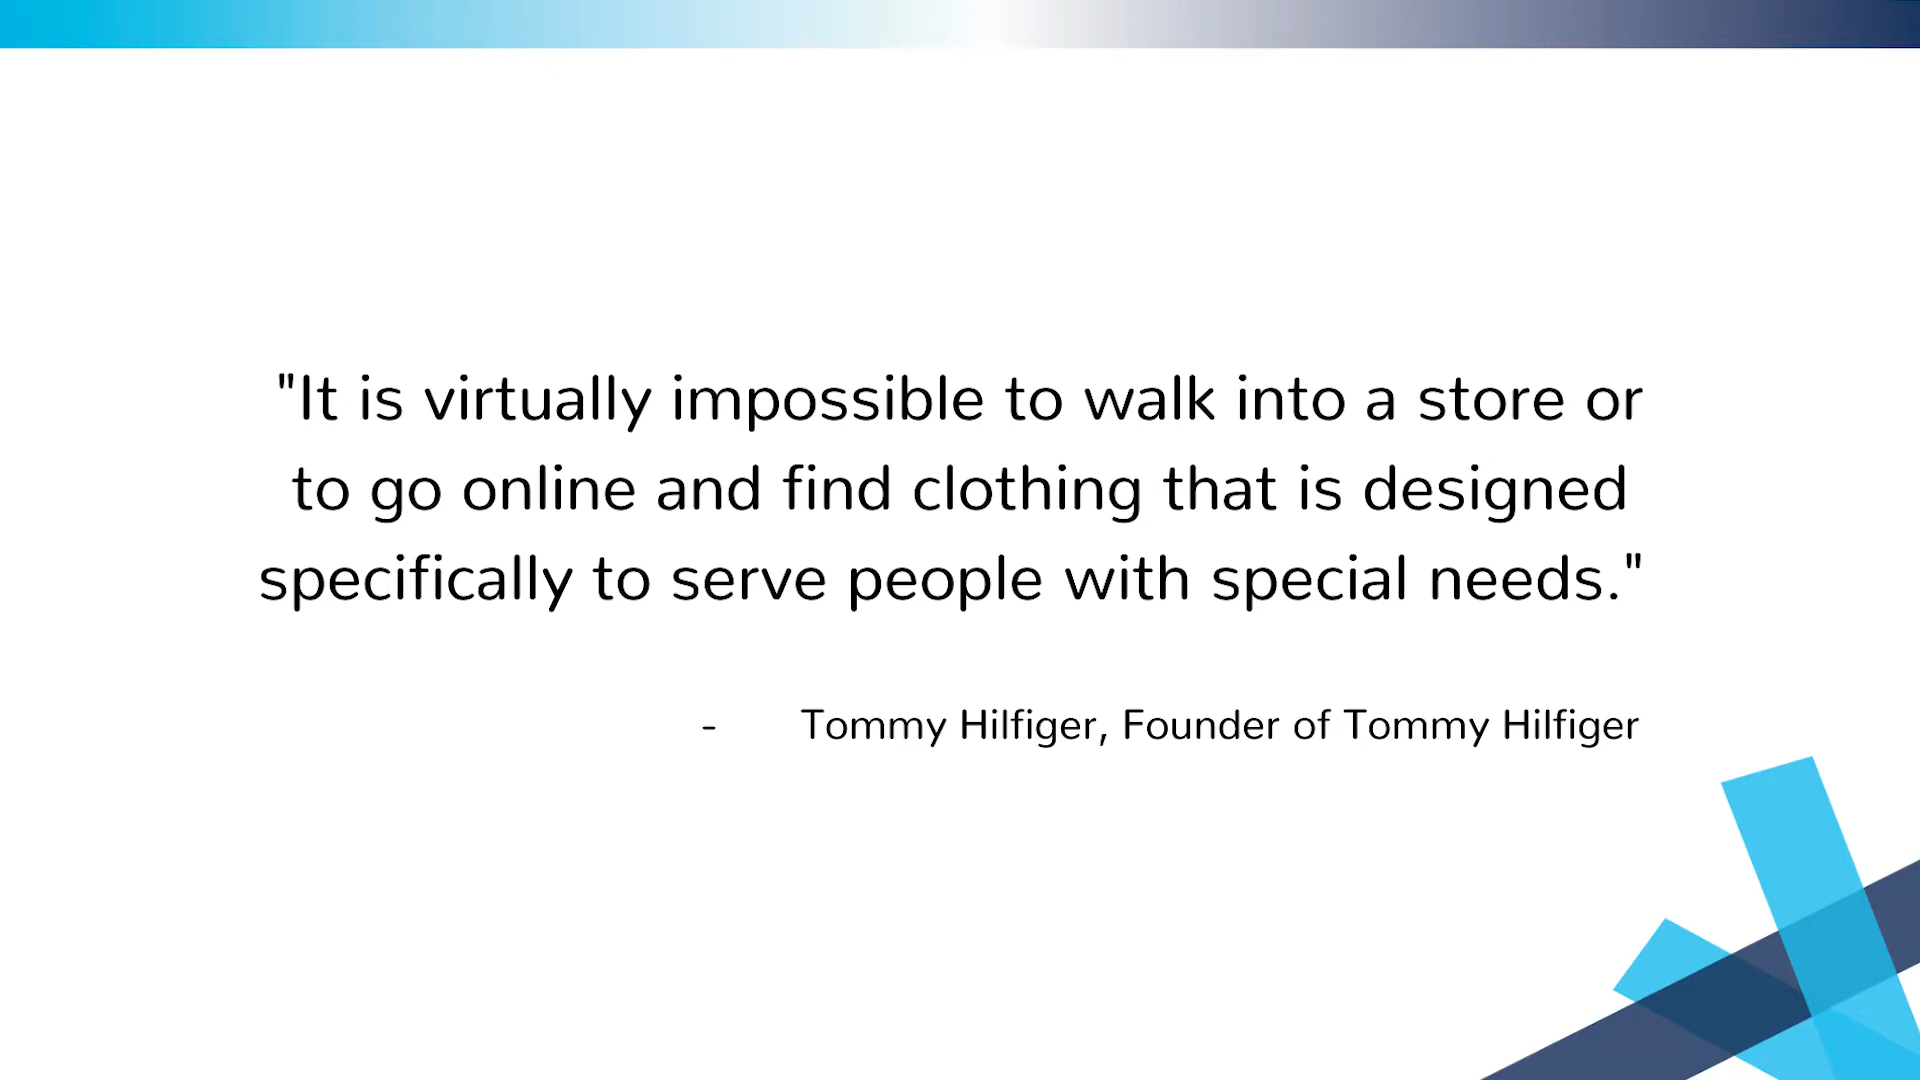 "It is virtually impossible to walk into a store or
to go online and find clothing that is designed
specifically to serve people with special needs."
- Tommy Hilfiger, Founder of Tommy Hilfiger